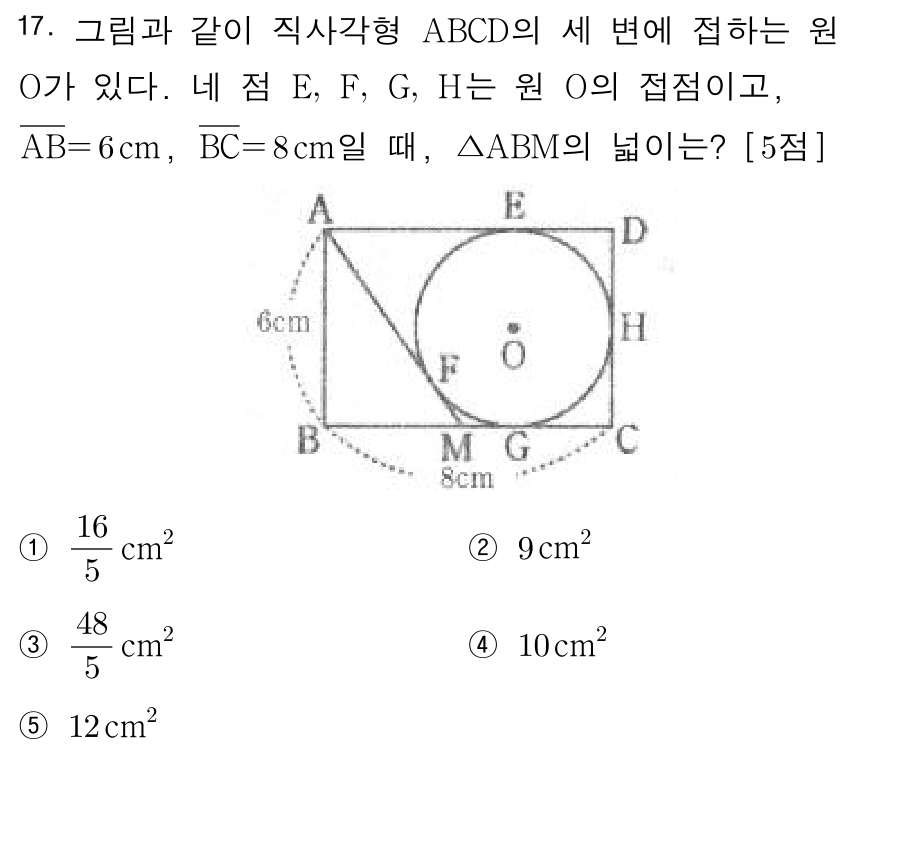 17. 그림과 같이 직사각형 ABCD의 세 변에 접하는 원
O가 있다. 네 점 E, F, G, H는 원 O의 접점이고,
AB=6cm, BC=8cm일 때, △ABM의 넓이는? [5점]
A E D
6cm H
F O
B M G C
8cm
① 16/5 cm² ② 9cm²
③ 48/5 cm² ④ 10cm²
⑤ 12cm²